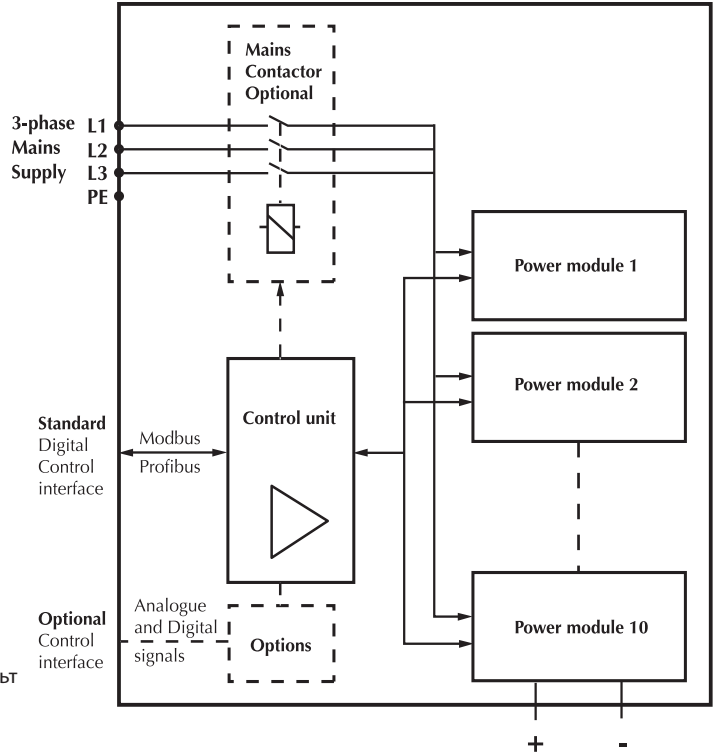 Mains
Contactor
Optional
3-phase L1
Mains L2
Supply L3
PE
Power module 1
Power module 2
Control unit
Standard
Digital
Control
interface
Modbus
Profibus
Power module 10
Optional
Control
interface
Analogue
and Digital
signals
Options
ьт
+ -